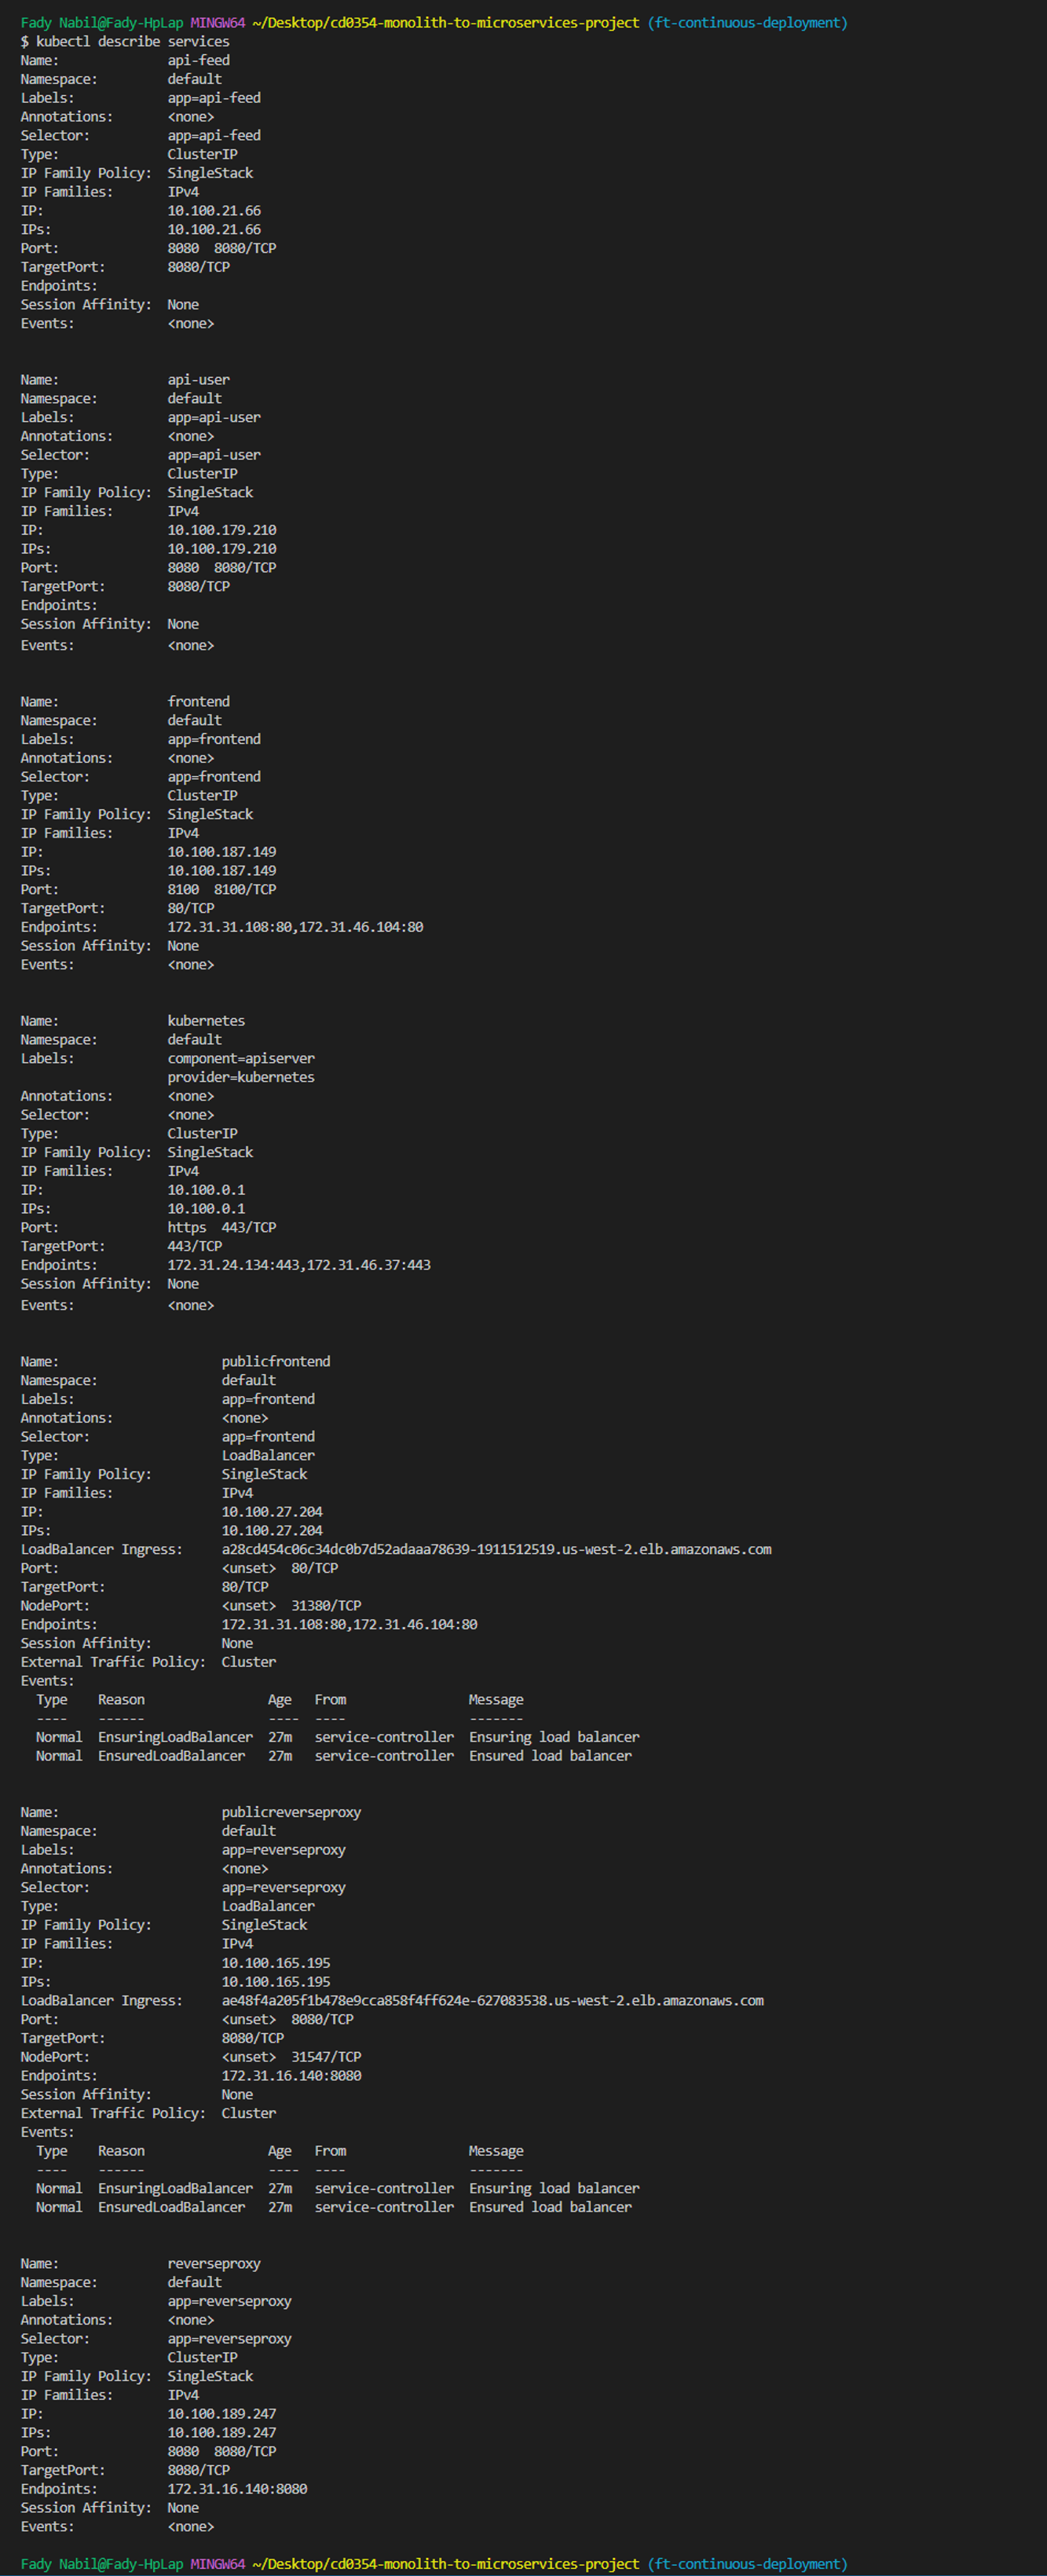 Fady Nabil@Fady-HpLap MINGW64 ~/Desktop/cd0354-monolith-to-microservices-project (ft-continuous-deployment)
$ kubectl describe services
Name:              api-feed
Namespace:         default
Labels:            app=api-feed
Annotations:       <none>
Selector:          app=api-feed
Type:              ClusterIP
IP Family Policy:  SingleStack
IP Families:       IPv4
IP:                10.100.21.66
IPs:               10.100.21.66
Port:              8080  8080/TCP
TargetPort:        8080/TCP
Endpoints:
Session Affinity:  None
Events:            <none>

Name:              api-user
Namespace:         default
Labels:            app=api-user
Annotations:       <none>
Selector:          app=api-user
Type:              ClusterIP
IP Family Policy:  SingleStack
IP Families:       IPv4
IP:                10.100.179.210
IPs:               10.100.179.210
Port:              8080  8080/TCP
TargetPort:        8080/TCP
Endpoints:
Session Affinity:  None
Events:            <none>

Name:              frontend
Namespace:         default
Labels:            app=frontend
Annotations:       <none>
Selector:          app=frontend
Type:              ClusterIP
IP Family Policy:  SingleStack
IP Families:       IPv4
IP:                10.100.187.149
IPs:               10.100.187.149
Port:              8100  8100/TCP
TargetPort:        80/TCP
Endpoints:         172.31.31.108:80,172.31.46.104:80
Session Affinity:  None
Events:            <none>

Name:              kubernetes
Namespace:         default
Labels:            component=apiserver
                   provider=kubernetes
Annotations:       <none>
Selector:          <none>
Type:              ClusterIP
IP Family Policy:  SingleStack
IP Families:       IPv4
IP:                10.100.0.1
IPs:               10.100.0.1
Port:              https  443/TCP
TargetPort:        443/TCP
Endpoints:         172.31.24.134:443,172.31.46.37:443
Session Affinity:  None
Events:            <none>

Name:                     publicfrontend
Namespace:                default
Labels:                   app=frontend
Annotations:              <none>
Selector:                 app=frontend
Type:                     LoadBalancer
IP Family Policy:         SingleStack
IP Families:              IPv4
IP:                       10.100.27.204
IPs:                      10.100.27.204
LoadBalancer Ingress:     a28cd454c06c34dc0b7d52adaaa78639-1911512519.us-west-2.elb.amazonaws.com
Port:                     <unset>  80/TCP
TargetPort:               80/TCP
NodePort:                 <unset>  31380/TCP
Endpoints:                172.31.31.108:80,172.31.46.104:80
Session Affinity:         None
External Traffic Policy:  Cluster
Events:
  Type    Reason                Age   From                Message
  ----    ------                ----  ----                -------
  Normal  EnsuringLoadBalancer  27m   service-controller  Ensuring load balancer
  Normal  EnsuredLoadBalancer   27m   service-controller  Ensured load balancer

Name:                     publicreverseproxy
Namespace:                default
Labels:                   app=reverseproxy
Annotations:              <none>
Selector:                 app=reverseproxy
Type:                     LoadBalancer
IP Family Policy:         SingleStack
IP Families:              IPv4
IP:                       10.100.165.195
IPs:                      10.100.165.195
LoadBalancer Ingress:     ae48f4a205f1b478e9cca858f4ff624e-627083538.us-west-2.elb.amazonaws.com
Port:                     <unset>  8080/TCP
TargetPort:               8080/TCP
NodePort:                 <unset>  31547/TCP
Endpoints:                172.31.16.140:8080
Session Affinity:         None
External Traffic Policy:  Cluster
Events:
  Type    Reason                Age   From                Message
  ----    ------                ----  ----                -------
  Normal  EnsuringLoadBalancer  27m   service-controller  Ensuring load balancer
  Normal  EnsuredLoadBalancer   27m   service-controller  Ensured load balancer

Name:              reverseproxy
Namespace:         default
Labels:            app=reverseproxy
Annotations:       <none>
Selector:          app=reverseproxy
Type:              ClusterIP
IP Family Policy:  SingleStack
IP Families:       IPv4
IP:                10.100.189.247
IPs:               10.100.189.247
Port:              8080  8080/TCP
TargetPort:        8080/TCP
Endpoints:         172.31.16.140:8080
Session Affinity:  None
Events:            <none>

Fady Nabil@Fady-HpLap MINGW64 ~/Desktop/cd0354-monolith-to-microservices-project (ft-continuous-deployment)